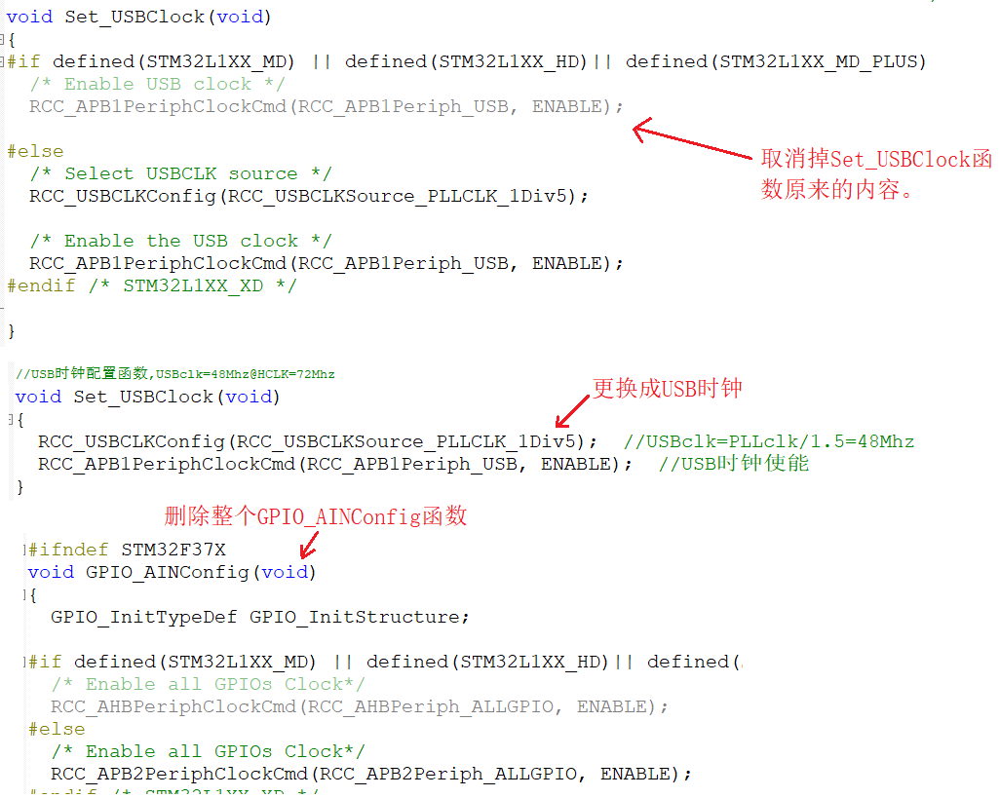 void Set_USBClock(void)
{
#if defined(STM32L1XX_MD) || defined(STM32L1XX_HD)|| defined(STM32L1XX_MD_PLUS)
/* Enable USB clock */
RCC_APB1PeriphClockCmd(RCC_APB1Periph_USB, ENABLE);
取消掉Set_USBClock函
数原来的内容。
#else
/* Select USBCLK source */
RCC_USBCLKConfig(RCC_USBCLKSource_PLLCLK_1Div5);
/* Enable the USB clock */
RCC_APB1PeriphClockCmd(RCC_APB1Periph_USB, ENABLE);
#endif /* STM32L1XX_XD */
}
//USB时钟配置函数,USBclk=48Mhz@HCLK=72Mhz
更换成USB时钟
void Set_USBClock(void)
{
RCC_USBCLKConfig(RCC_USBCLKSource_PLLCLK_1Div5); //USBclk=PLLclk/1.5=48Mhz
RCC_APB1PeriphClockCmd(RCC_APB1Periph_USB, ENABLE); //USB时钟使能
}
删除整个GPIO_AINConfig函数
#ifndef STM32F37X
void GPIO_AINConfig(void)
{
GPIO_InitTypeDef GPIO_InitStructure;
#if defined(STM32L1XX_MD) || defined(STM32L1XX_HD)|| defined(
/* Enable all GPIOs Clock*/
RCC_AHBPeriphClockCmd(RCC_AHBPeriph_ALLGPIO, ENABLE);
#else
/* Enable all GPIOs Clock*/
RCC_APB2PeriphClockCmd(RCC_APB2Periph_ALLGPIO, ENABLE);
#endif /* STM32L1XX_XD */